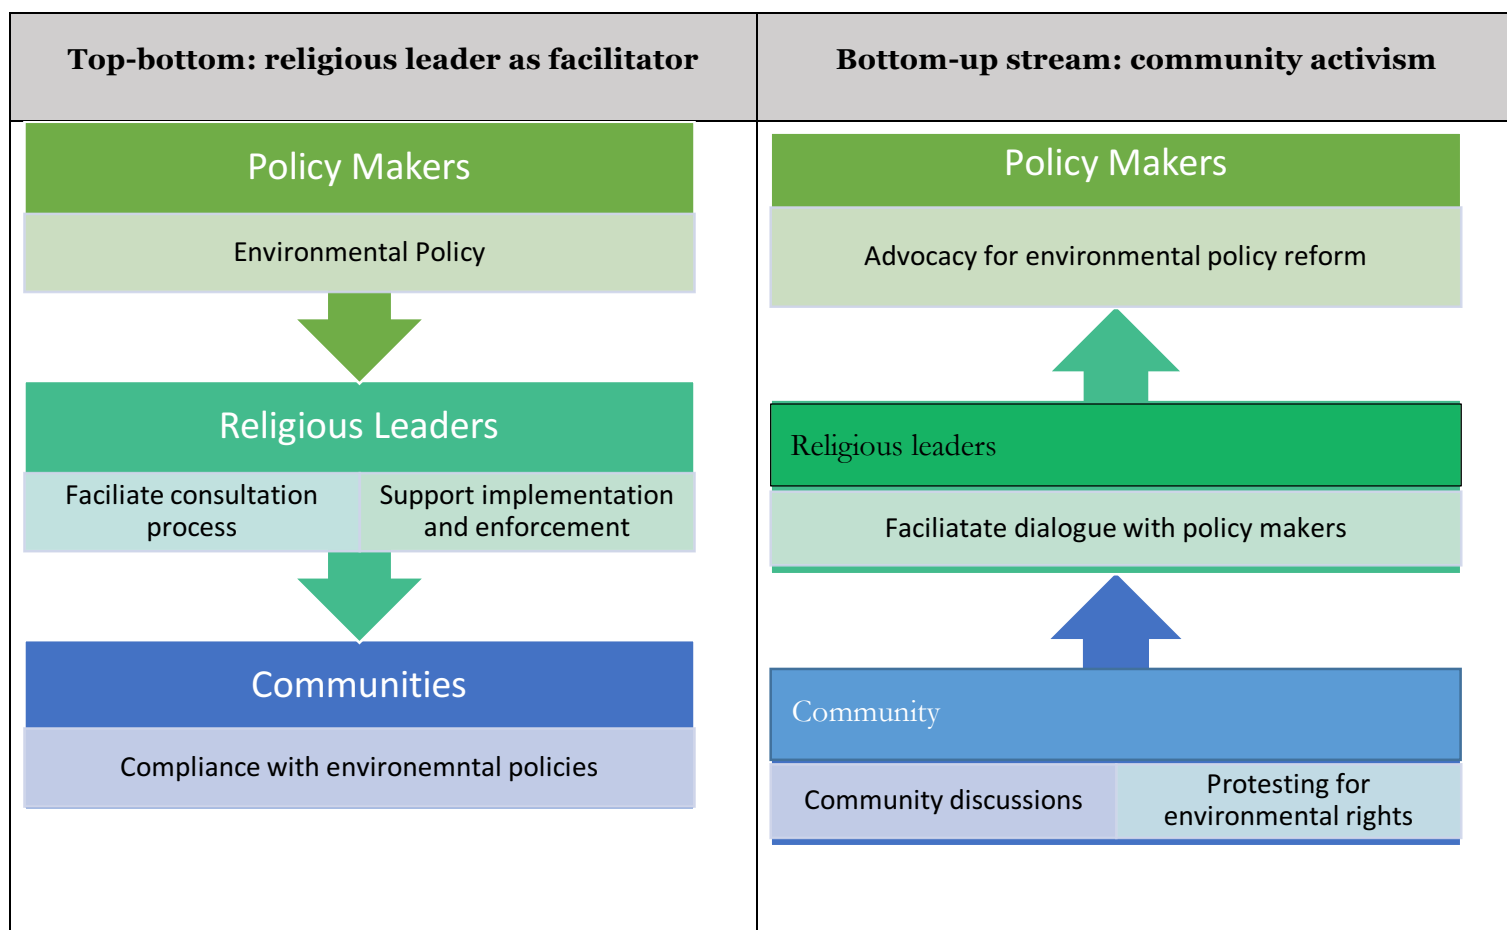 Top-bottom: religious leader as facilitator
Policy Makers
Environmental Policy
Religious Leaders
Faciliate consultation
process
Support implementation
and enforcement
Communities
Compliance with environemntal policies
Bottom-up stream: community activism
Policy Makers
Advocacy for environmental policy reform
Religious leaders
Faciliatate dialogue with policy makers
Community
Community discussions
Protesting for
environmental rights